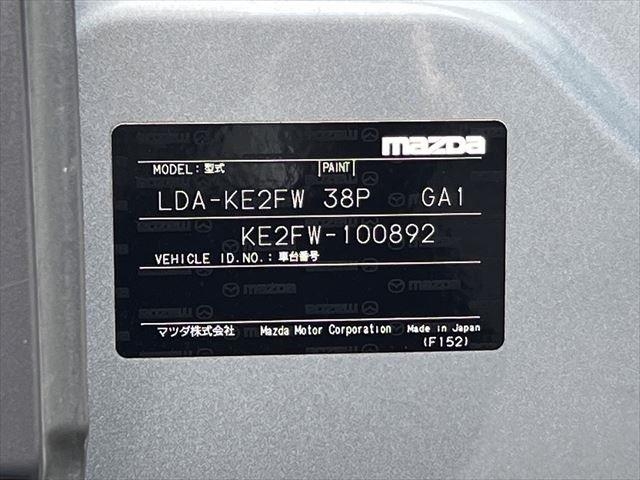 mazda
MODEL: 型式 PAINT
LDA-KE2FW 38P GA1
KE2FW-100892
VEHICLE ID.NO.: 車台番号
マツダ株式会社 Mazda Motor Corporation Made in Japan
(F152)